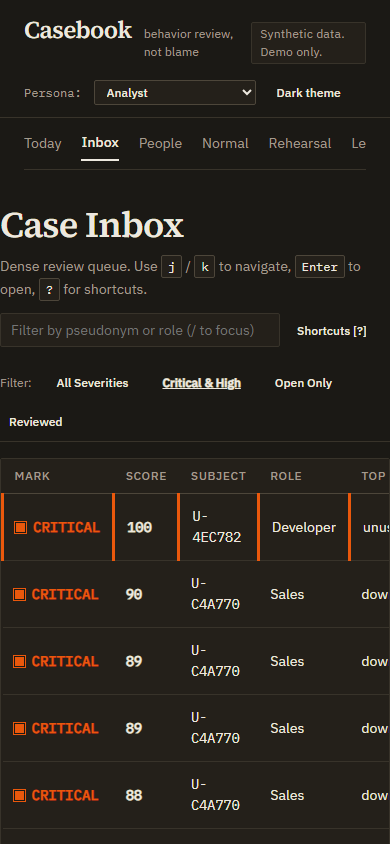 Casebook behavior review, not blame Synthetic data. Demo only.
Persona: Analyst Dark theme
Today Inbox People Normal Rehearsal Le
Case Inbox
Dense review queue. Use j / k to navigate, Enter to
open, ? for shortcuts.
Filter by pseudonym or role (/ to focus) Shortcuts [?]
Filter: All Severities Critical & High Open Only
Reviewed
MARK SCORE SUBJECT ROLE TOP
CRITICAL 100 U-4EC782 Developer unus
CRITICAL 90 U-C4A770 Sales dow
CRITICAL 89 U-C4A770 Sales dow
CRITICAL 89 U-C4A770 Sales dow
CRITICAL 88 U-C4A770 Sales dow